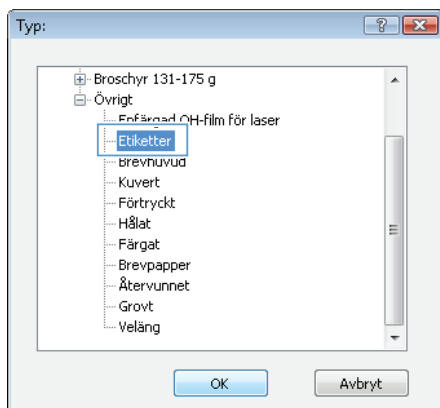 Typ:
Broschyr 131-175 g
Övrigt
Enfärgad OH-film för laser
Etiketter
Brevhuvud
Kuvert
Förtryckt
Hålat
Färgat
Brevpapper
Återvunnet
Grovt
Veläng
OK
Avbryt